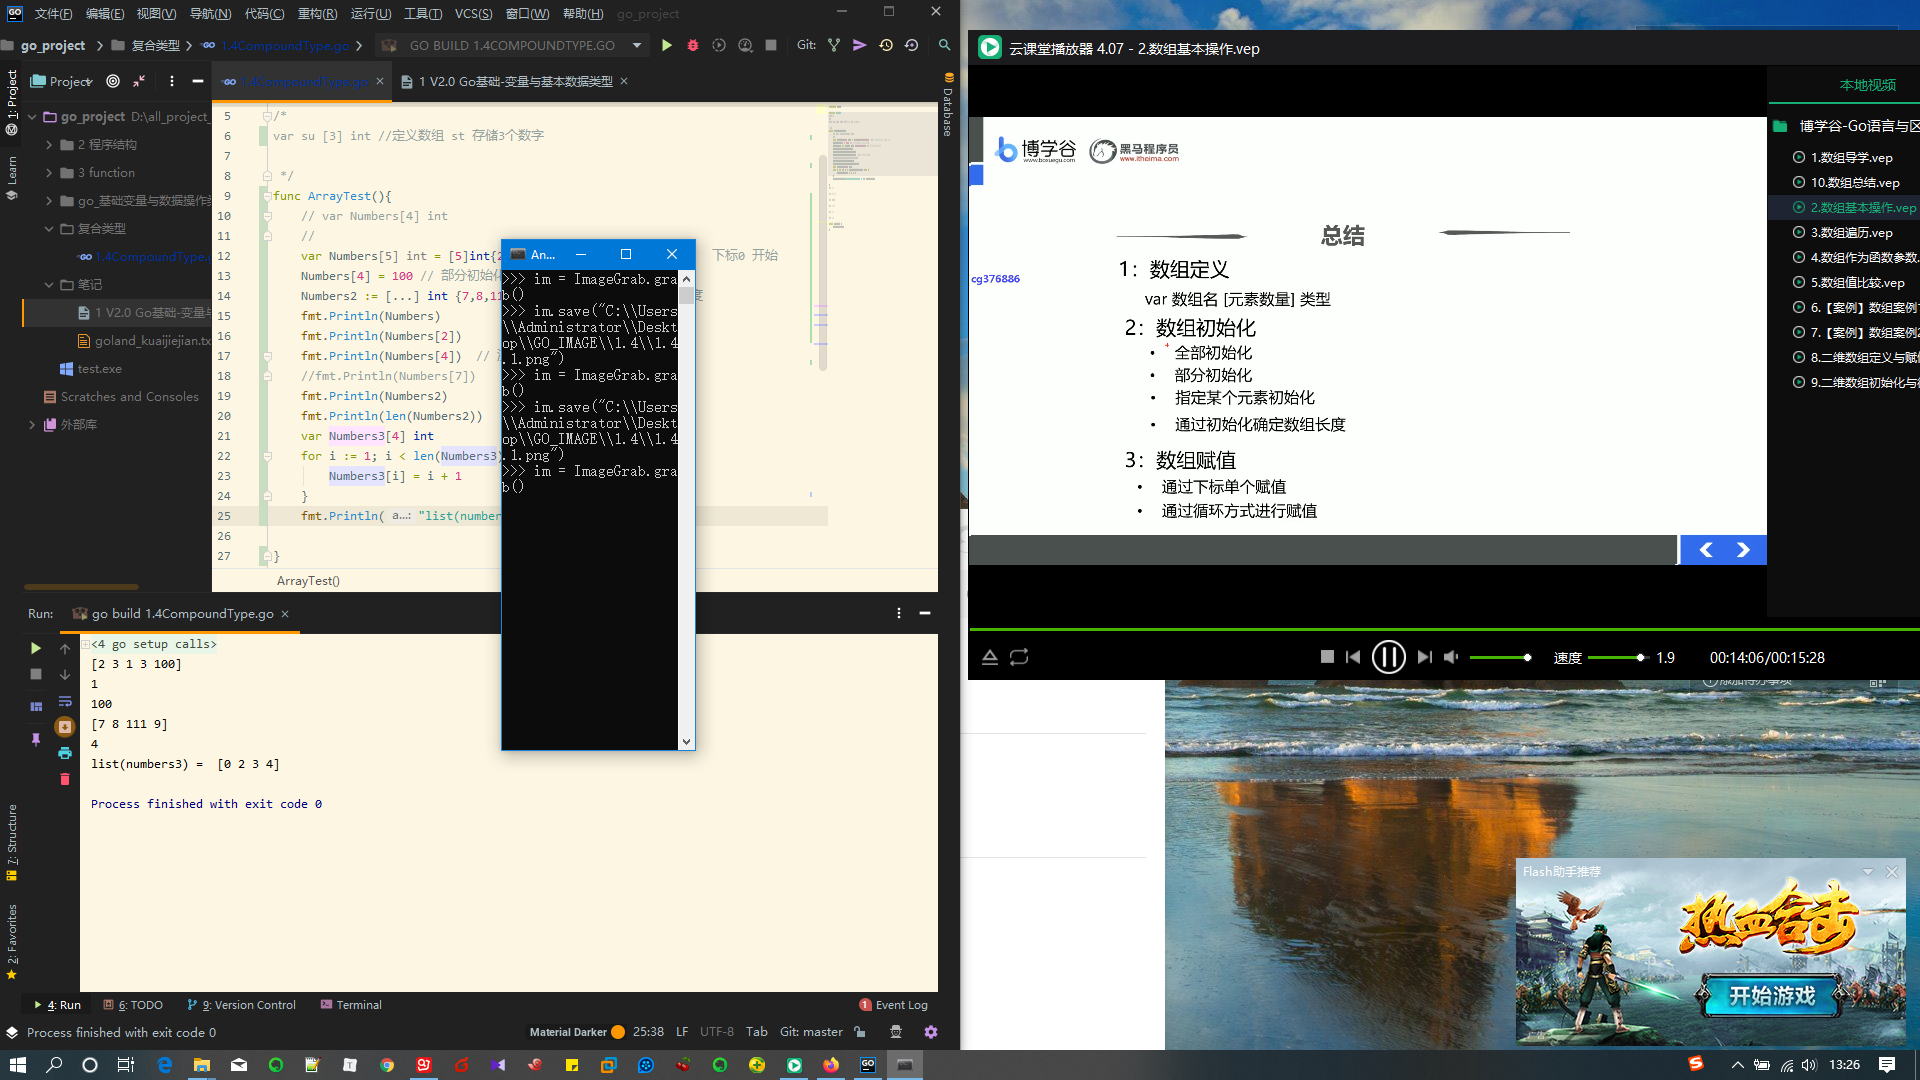 文件(F) 编辑(E) 视图(V) 导航(N) 代码(C) 重构(R) 运行(U) 工具(T) VCS(S) 窗口(W) 帮助(H) go_project
go_project 复合类型 1.4CompoundType.go GO BUILD 1.4COMPOUNDTYPE.GO Git:
Project 1.4CompoundType.go 1 V2.0 Go基础-变量与基本数据类型
1: Project
Learn
7: Structure
2: Favorites
Database
go_project D:\all_project_
2 程序结构
3 function
go_基础变量与数据操作
复合类型
1.4CompoundType.
笔记
1 V2.0 Go基础-变量与
goland_kuaijiejian.tx
test.exe
Scratches and Consoles
外部库
5 /*
6 var su [3] int //定义数组 st 存储3个数字
7
8 */
9 func ArrayTest(){
10 // var Numbers[4] int
11 //
12 var Numbers[5] int = [5]int{2 下标0 开始
13 Numbers[4] = 100 // 部分初始化
14 Numbers2 := [...] int {7,8,11
15 fmt.Println(Numbers)
16 fmt.Println(Numbers[2])
17 fmt.Println(Numbers[4]) //
18 //fmt.Println(Numbers[7])
19 fmt.Println(Numbers2)
20 fmt.Println(len(Numbers2))
21 var Numbers3[4] int
22 for i := 1; i < len(Numbers3)
23 Numbers3[i] = i + 1
24 }
25 fmt.Println( a...: "list(number
26
27 }
ArrayTest()
An...
>>> im = ImageGrab.gra
b()
>>> im.save("C:\\Users
\\Administrator\\Deskt
op\\GO_IMAGE\\1.4\\1.4
.1.png")
>>> im = ImageGrab.gra
b()
>>> im.save("C:\\Users
\\Administrator\\Deskt
op\\GO_IMAGE\\1.4\\1.4
.1.png")
>>> im = ImageGrab.gra
b()
Run: go build 1.4CompoundType.go
<4 go setup calls>
[2 3 1 3 100]
1
100
[7 8 111 9]
4
list(numbers3) = [0 2 3 4]
Process finished with exit code 0
4: Run 6: TODO 9: Version Control Terminal 1 Event Log
Process finished with exit code 0 Material Darker 25:38 LF UTF-8 Tab Git: master
云课堂播放器 4.07 - 2.数组基本操作.vep
本地视频
博学谷-Go语言与区
1.数组导学.vep
10.数组总结.vep
2.数组基本操作.vep
3.数组遍历.vep
4.数组作为函数参数.
5.数组值比较.vep
6.【案例】数组案例
7.【案例】数组案例
8.二维数组定义与赋
9.二维数组初始化与
博学谷
www.boxuegu.com
黑马程序员
www.itheima.com
cg376886
总结
1：数组定义
var 数组名 [元素数量] 类型
2：数组初始化
• 全部初始化
• 部分初始化
• 指定某个元素初始化
• 通过初始化确定数组长度
3：数组赋值
• 通过下标单个赋值
• 通过循环方式进行赋值
速度 1.9 00:14:06/00:15:28
Flash助手推荐
热血合击
开始游戏
广告
13:26